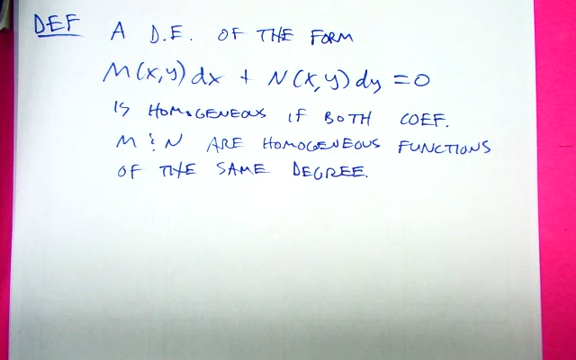 DEF A D.E. OF THE FORM
M(x,y)dx + N(x,y)dy = 0
IS HOMOGENEOUS IF BOTH COEF.
M & N ARE HOMOGENEOUS FUNCTIONS
OF THE SAME DEGREE.